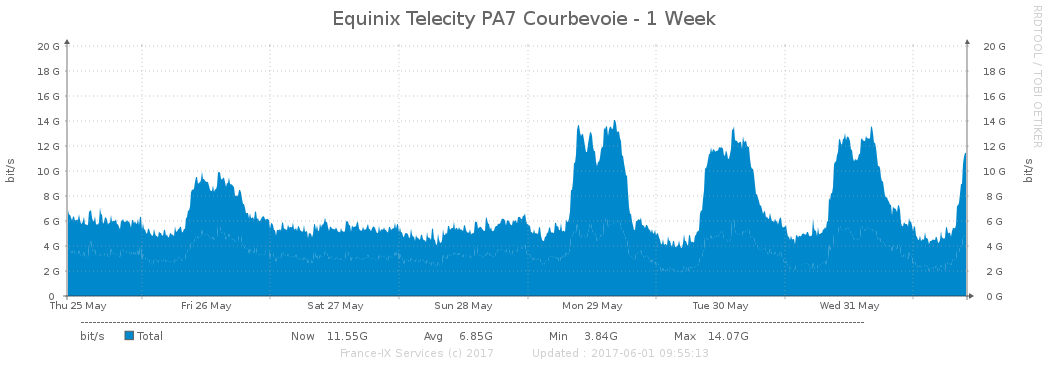 Equinix Telecity PA7 Courbevoie - 1 Week
RRDTOOL / TOBI OETIKER
bit/s
20 G 20 G
18 G 18 G
16 G 16 G
14 G 14 G
12 G 12 G
10 G 10 G
8 G 8 G
6 G 6 G
4 G 4 G
2 G 2 G
0 0 G
bit/s
Thu 25 May Fri 26 May Sat 27 May Sun 28 May Mon 29 May Tue 30 May Wed 31 May
bit/s Total Now 11.55G Avg 6.85G Min 3.84G Max 14.07G
France-IX Services (c) 2017 Updated : 2017-06-01 09:55:13